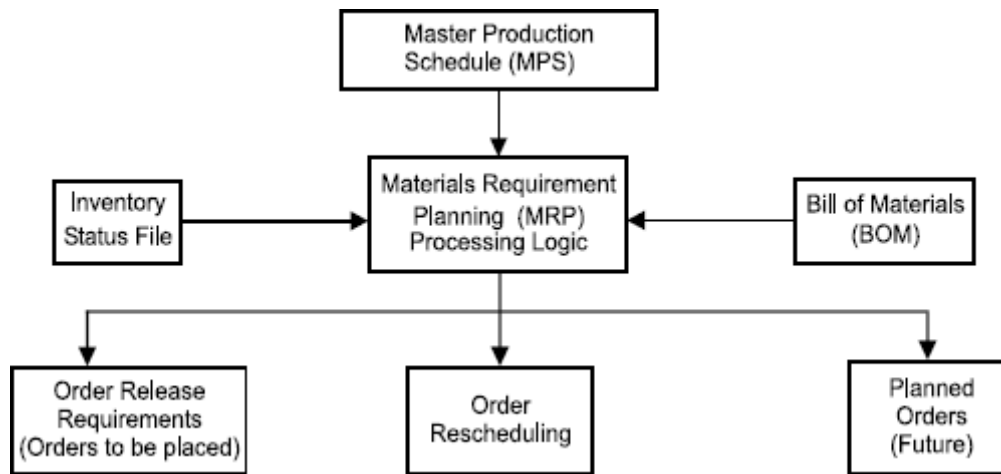 Master Production
Schedule (MPS)
Materials Requirement
Planning (MRP)
Processing Logic
Inventory
Status File
Bill of Materials
(BOM)
Order Release
Requirements
(Orders to be placed)
Order
Rescheduling
Planned
Orders
(Future)